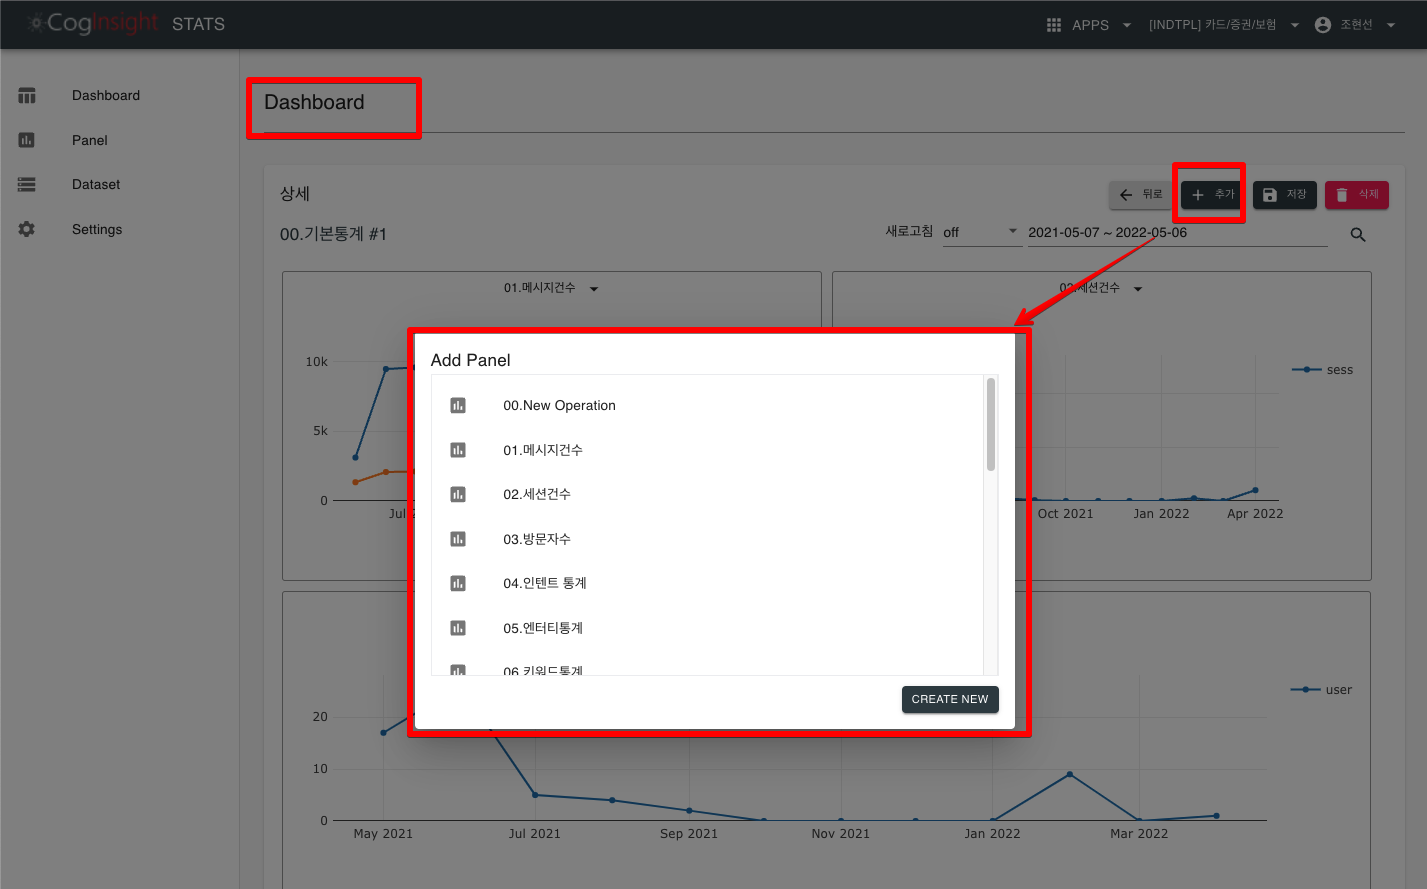 CogInsight STATS
APPS
[INDTPL] 카드/증권/보험
조현선
Dashboard
Panel
Dataset
Settings
Dashboard
상세
뒤로
추가
저장
삭제
00.기본통계 #1
새로고침
off
2021-05-07 ~ 2022-05-06
01.메시지건수
02.세션건수
10k
5k
0
Jul 2
sess
Oct 2021
Jan 2022
Apr 2022
Add Panel
00.New Operation
01.메시지건수
02.세션건수
03.방문자수
04.인텐트 통계
05.엔터티통계
06.키워드통계
CREATE NEW
user
20
10
0
May 2021
Jul 2021
Sep 2021
Nov 2021
Jan 2022
Mar 2022